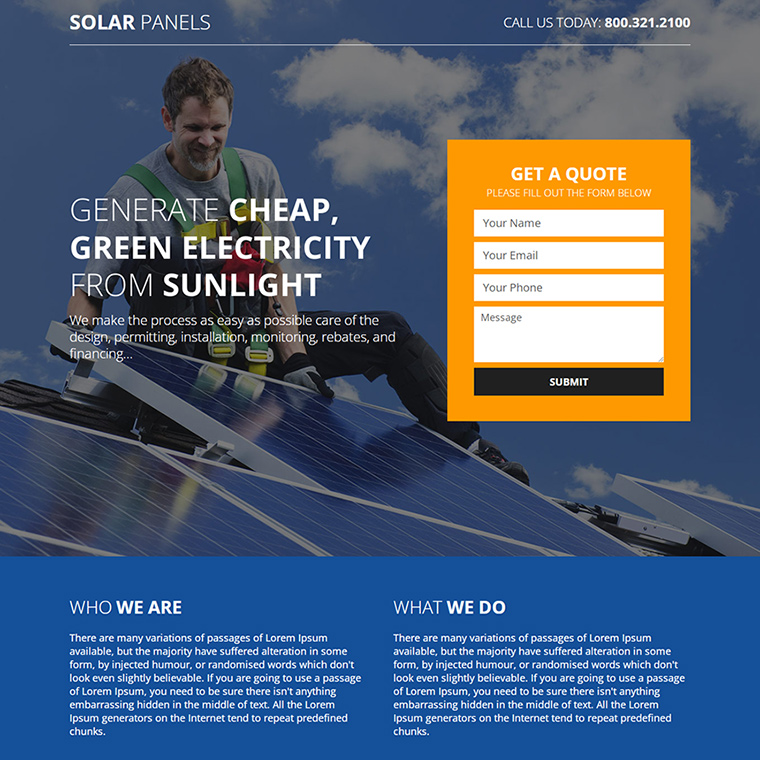 SOLAR PANELS
CALL US TODAY: 800.321.2100
GENERATE CHEAP,
GREEN ELECTRICITY
FROM SUNLIGHT
We make the process as easy as possible care of the
design, permitting, installation, monitoring, rebates, and
financing...
GET A QUOTE
PLEASE FILL OUT THE FORM BELOW
Your Name
Your Email
Your Phone
Message
SUBMIT
WHO WE ARE
There are many variations of passages of Lorem Ipsum
available, but the majority have suffered alteration in some
form, by injected humour, or randomised words which don't
look even slightly believable. If you are going to use a passage
of Lorem Ipsum, you need to be sure there isn't anything
embarrassing hidden in the middle of text. All the Lorem
Ipsum generators on the Internet tend to repeat predefined
chunks.
WHAT WE DO
There are many variations of passages of Lorem Ipsum
available, but the majority have suffered alteration in some
form, by injected humour, or randomised words which don't
look even slightly believable. If you are going to use a passage
of Lorem Ipsum, you need to be sure there isn't anything
embarrassing hidden in the middle of text. All the Lorem
Ipsum generators on the Internet tend to repeat predefined
chunks.